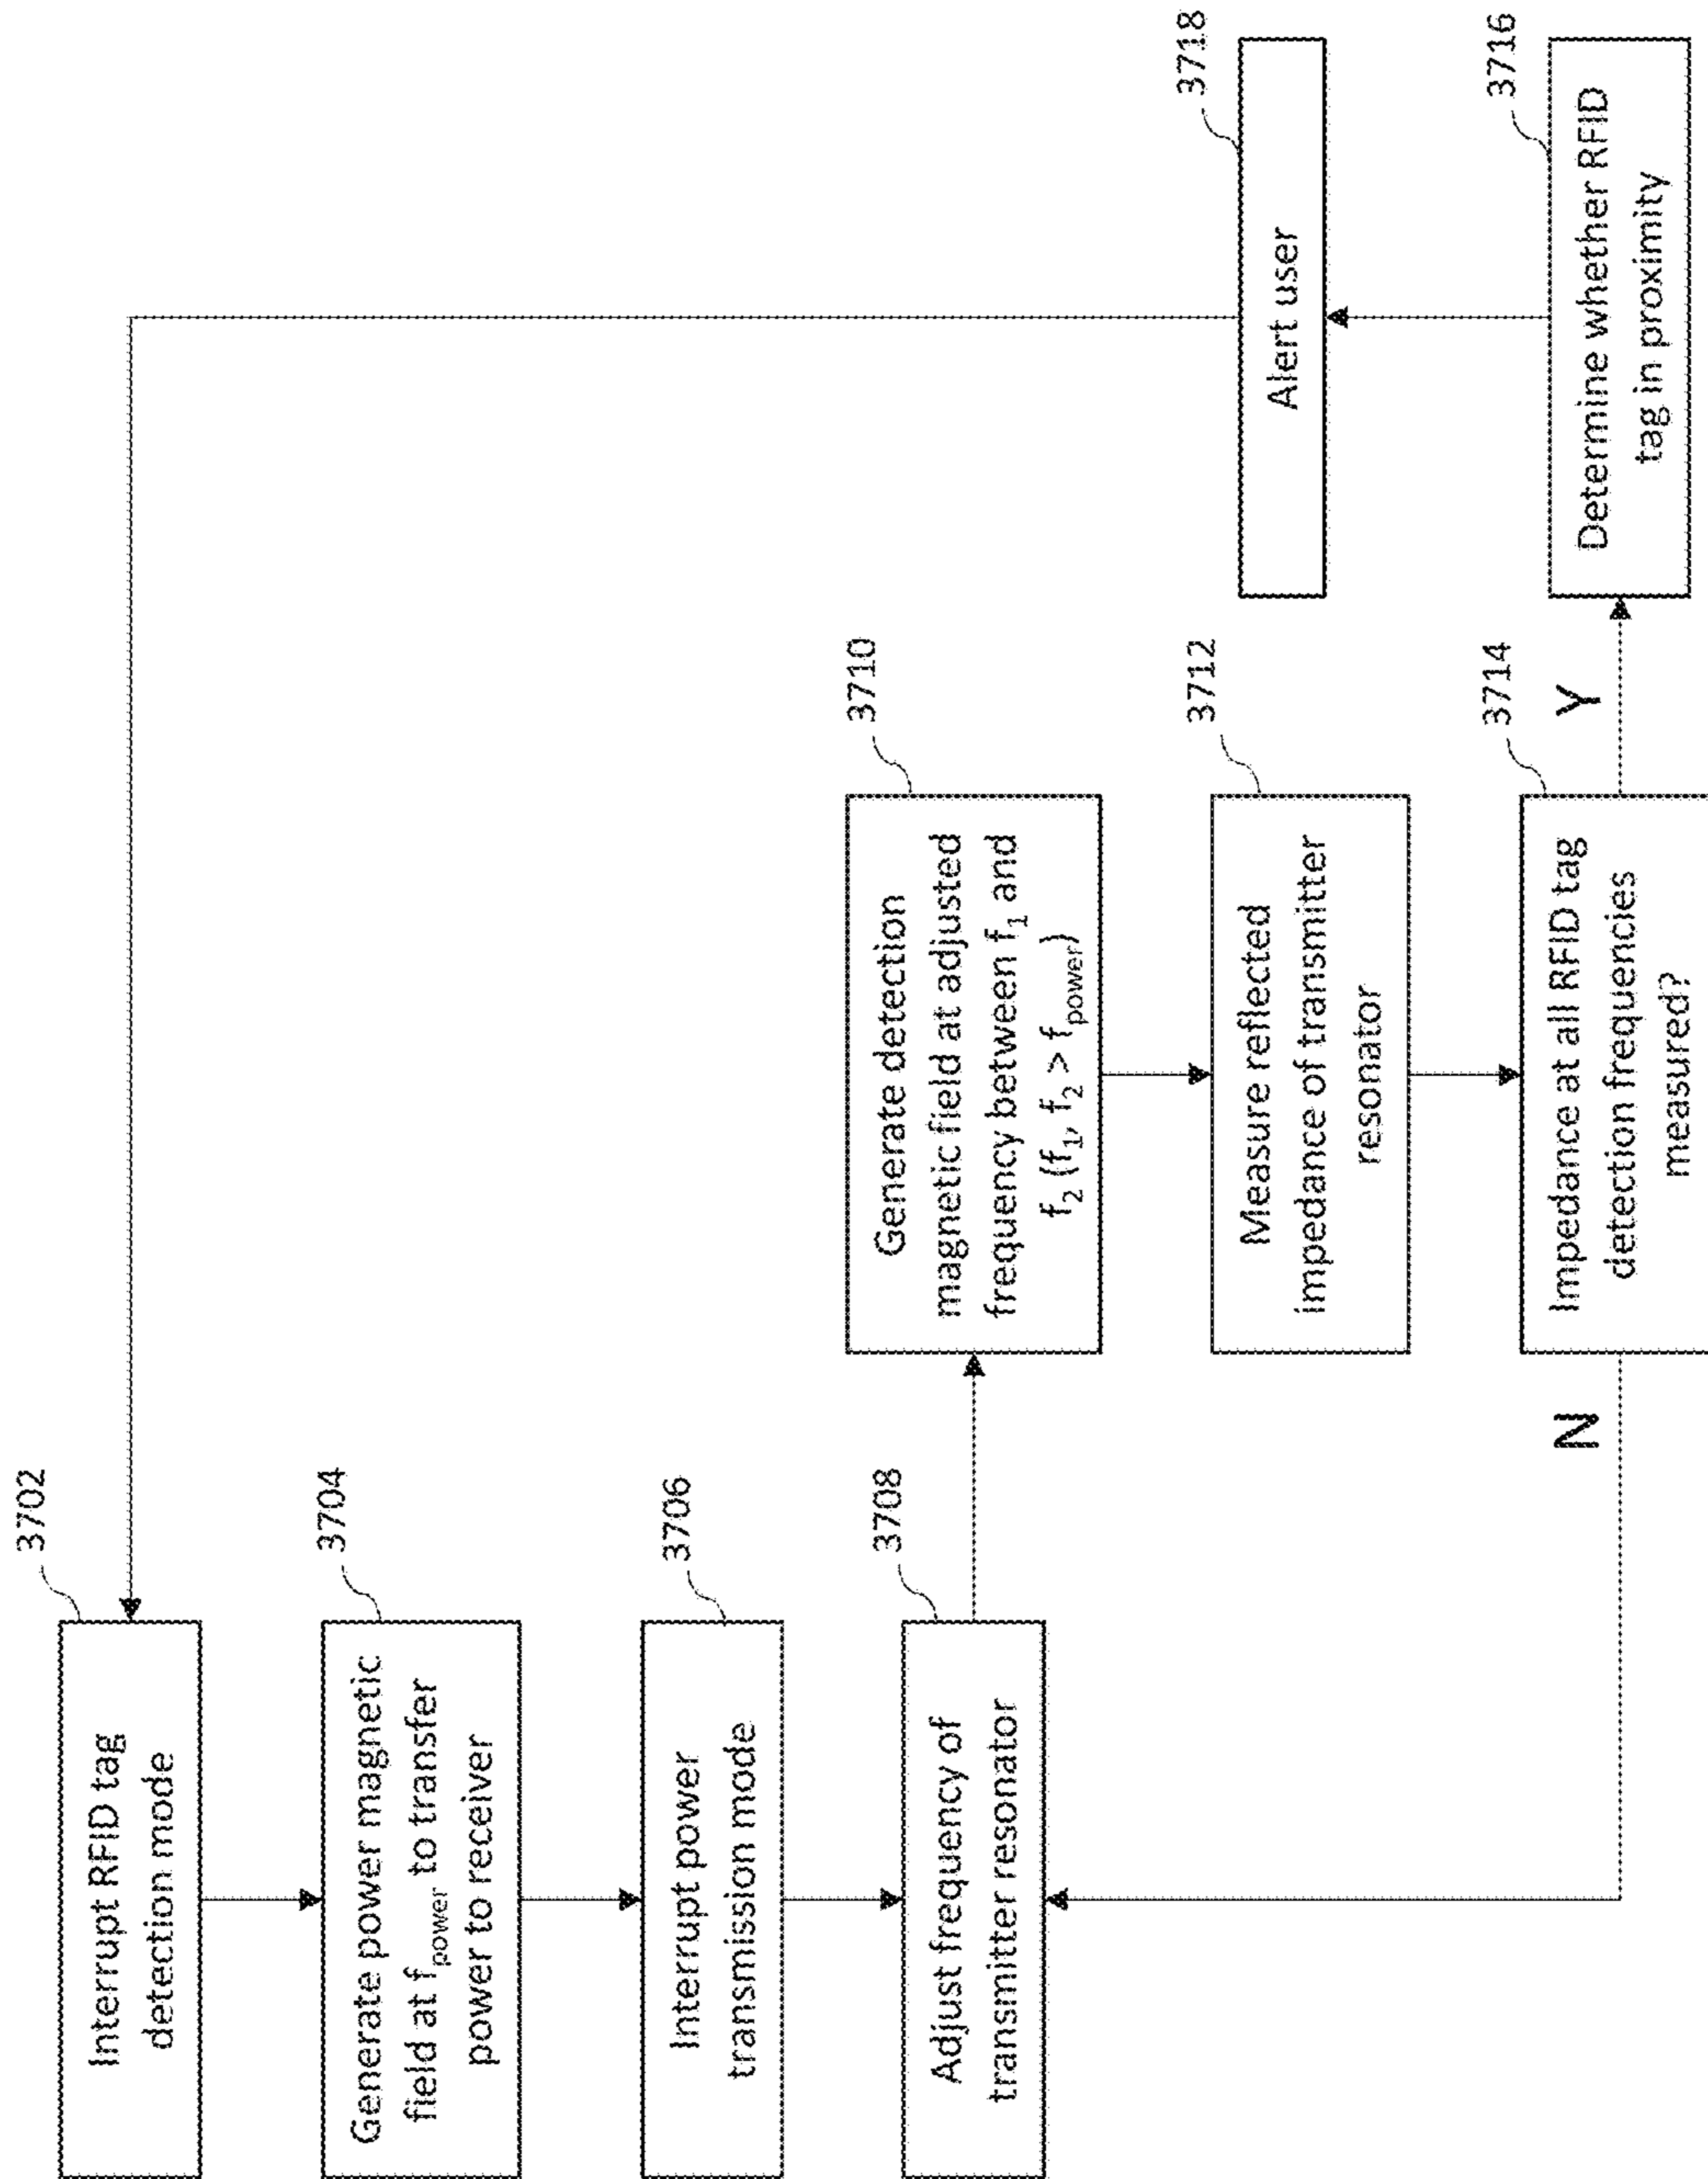 3702
Interrupt RFID tag
detection mode
3704
Generate power magnetic
field at fpower to transfer
power to receiver
3706
Interrupt power
transmission mode
3708
Adjust frequency of
transmitter resonator
3710
Generate detection
magnetic field at adjusted
frequency between f1 and
f2 (f1, f2 > fpower)
3712
Measure reflected
impedance of transmitter
resonator
3714
Impedance at all RFID tag
detection frequencies
measured?
N
Y
3716
Determine whether RFID
tag in proximity
3718
Alert user